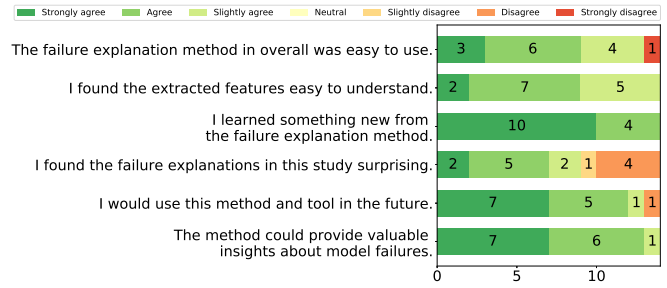 Strongly agree Agree Slightly agree Neutral Slightly disagree Disagree Strongly disagree
The failure explanation method in overall was easy to use. 3 6 4 1
I found the extracted features easy to understand. 2 7 5
I learned something new from
the failure explanation method. 10 4
I found the failure explanations in this study surprising. 2 5 2 1 4
I would use this method and tool in the future. 7 5 1 1
The method could provide valuable
insights about model failures. 7 6 1
0 5 10